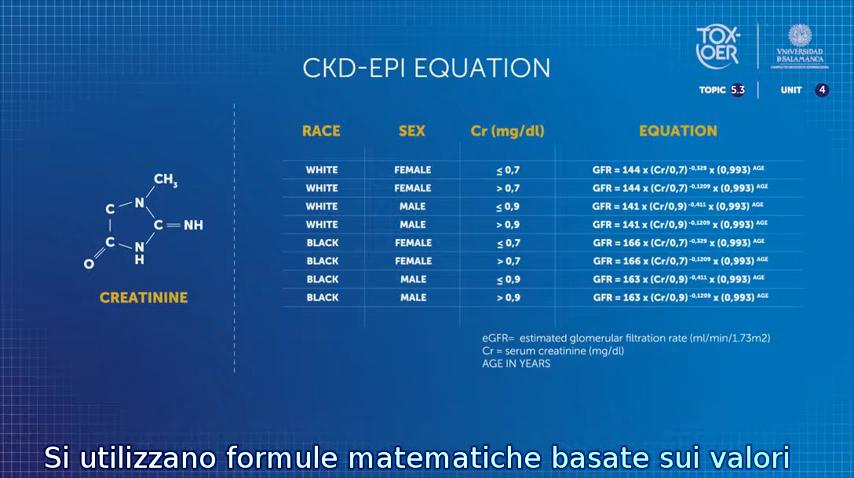 TOX-
OER
VNiVERSiDAD
D SALAMANCA
TOPIC 5.3 UNIT 4
CKD-EPI EQUATION
RACE SEX Cr (mg/dl) EQUATION
WHITE FEMALE ≤ 0,7 GFR = 144 x (Cr/0,7) -0,329 x (0,993) AGE
WHITE FEMALE > 0,7 GFR = 144 x (Cr/0,7) -0,1209 x (0,993) AGE
WHITE MALE ≤ 0,9 GFR = 141 x (Cr/0,9) -0,411 x (0,993) AGE
WHITE MALE > 0,9 GFR = 141 x (Cr/0,9) -0,1209 x (0,993) AGE
BLACK FEMALE ≤ 0,7 GFR = 166 x (Cr/0,7) -0,329 x (0,993) AGE
BLACK FEMALE > 0,7 GFR = 166 x (Cr/0,7) -0,1209 x (0,993) AGE
BLACK MALE ≤ 0,9 GFR = 163 x (Cr/0,9) -0,411 x (0,993) AGE
BLACK MALE > 0,9 GFR = 163 x (Cr/0,9) -0,1209 x (0,993) AGE
CH3
C N
C NH
C N
O H
CREATININE
eGFR= estimated glomerular filtration rate (ml/min/1.73m2)
Cr = serum creatinine (mg/dl)
AGE IN YEARS
Si utilizzano formule matematiche basate sui valori